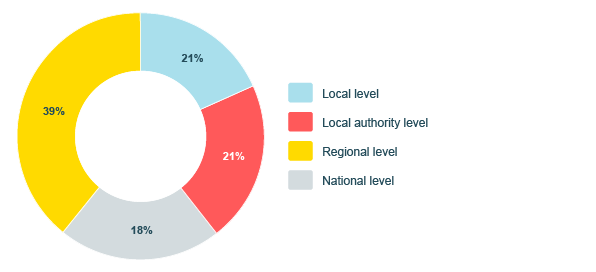 21%
39%
21%
18%
Local level
Local authority level
Regional level
National level